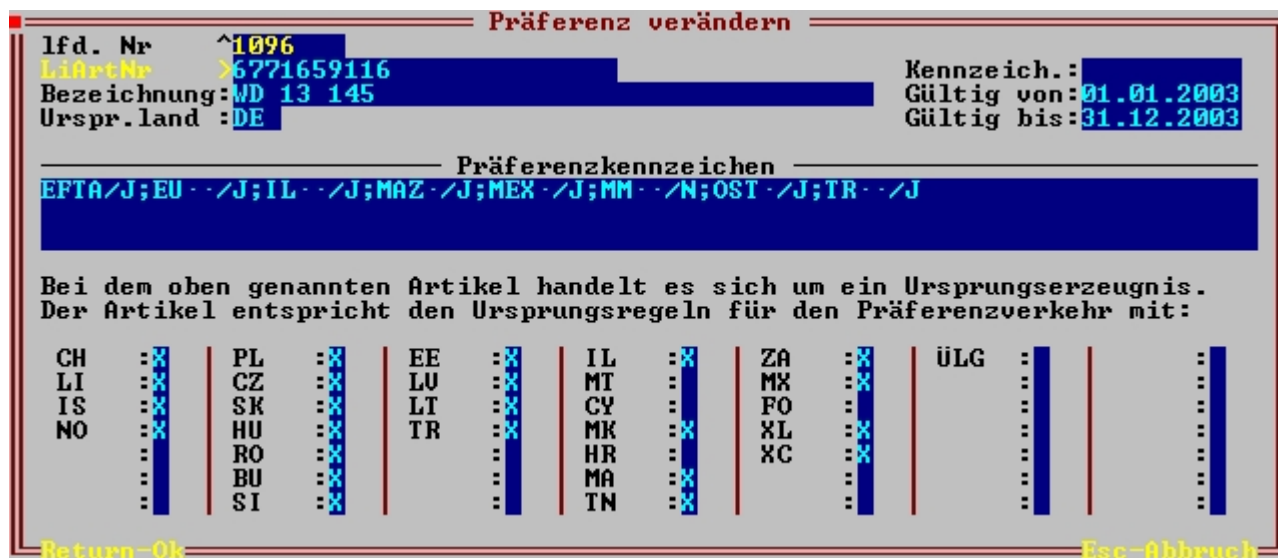 Präferenz verändern
lfd. Nr ^1096
LiArtNr >6771659116 Kennzeich.:
Bezeichnung:WD 13 145 Gültig von:01.01.2003
Urspr.land :DE Gültig bis:31.12.2003
Präferenzkennzeichen
EFTA/J;EU--/J;IL--/J;MAZ-/J;MEX-/J;MM--/N;OST-/J;TR--/J
Bei dem oben genannten Artikel handelt es sich um ein Ursprungserzeugnis.
Der Artikel entspricht den Ursprungsregeln für den Präferenzverkehr mit:
CH :X PL :X EE :X IL :X ZA :X ÜLG : :
LI :X CZ :X LV :X MT : MX :X : :
IS :X SK :X LT :X CY : FO : : :
NO :X HU :X TR :X MK :X XL :X : :
: RO :X : HR : XC :X : :
: BU :X : MA :X : : :
: SI :X : TN :X : : :
Return-Ok Esc-Abbruch